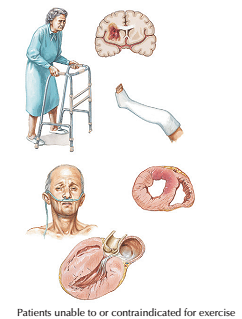 Patients unable to or contraindicated for exercise